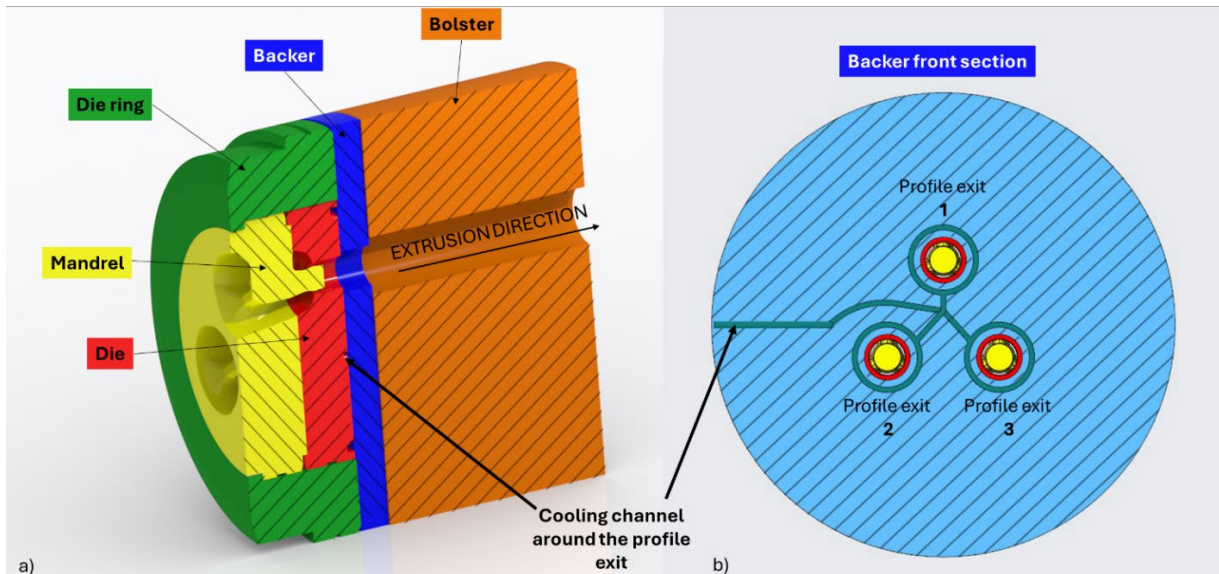 Bolster
Backer
Die ring
EXTRUSION DIRECTION
Mandrel
Die
Cooling channel
around the profile
exit
a)
Backer front section
Profile exit
1
Profile exit
2
Profile exit
3
b)